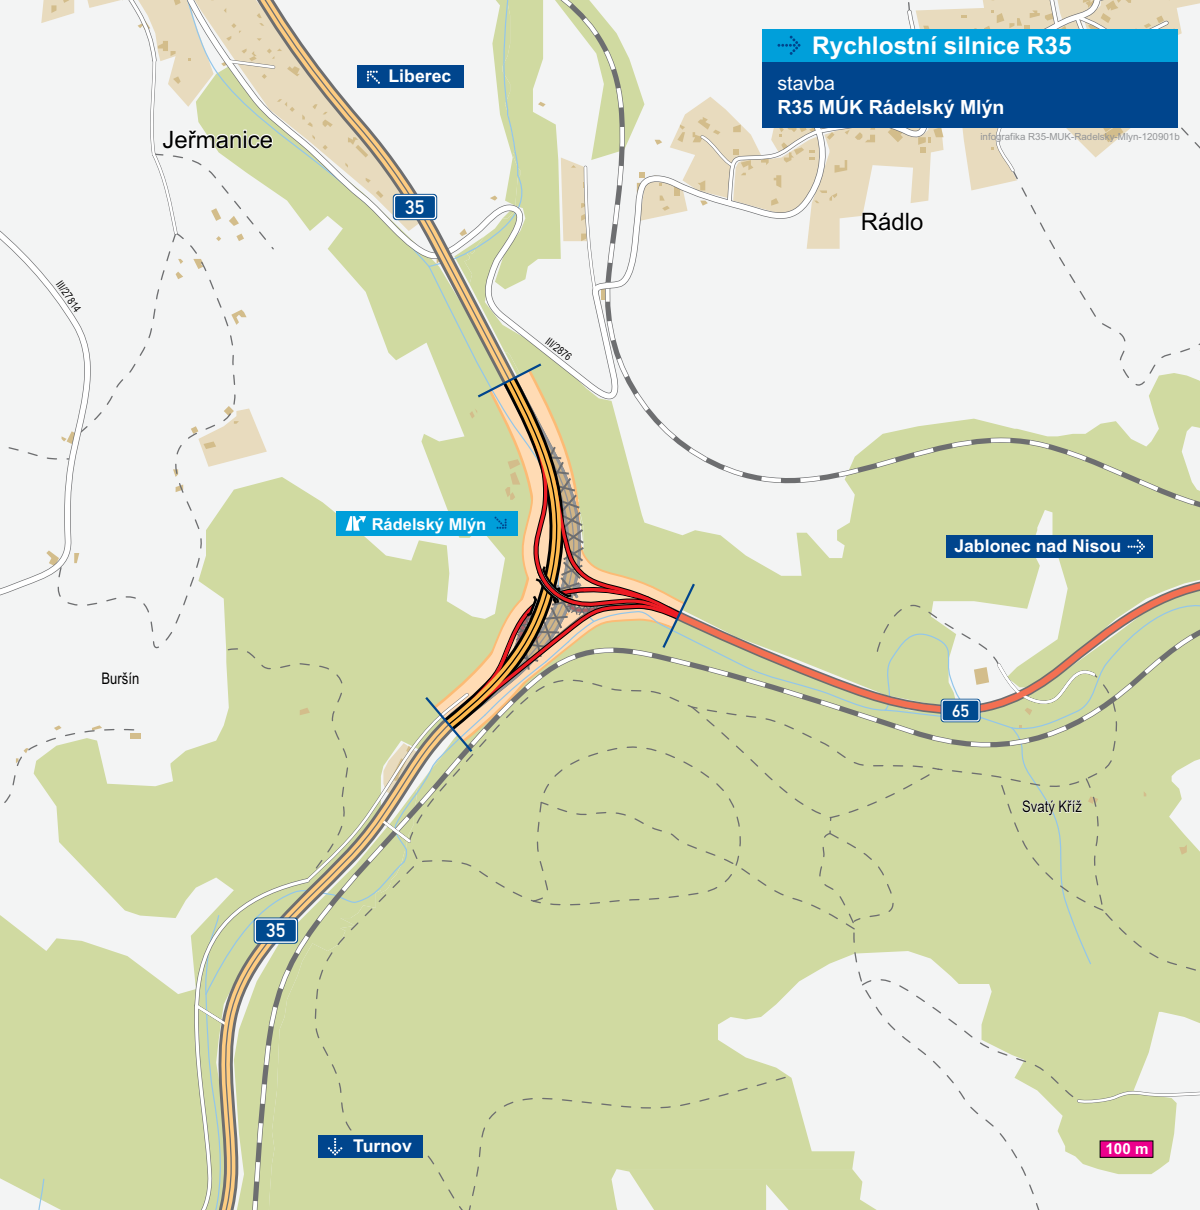 Rychlostní silnice R35
stavba
R35 MÚK Rádelský Mlýn
infografika R35-MUK-Radelsky-Mlyn-120901b
Liberec
Jeřmanice
35
Rádlo
III/27814
III/2876
Rádelský Mlýn
Jablonec nad Nisou
Buršín
65
Svatý Kříž
35
Turnov
100 m